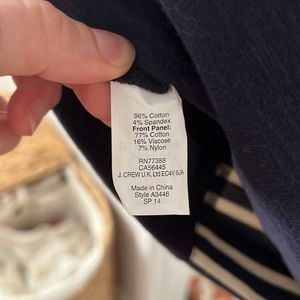 96% Cotton
4% Spandex
Front Panel:
77% Cotton
16% Viscose
7% Nylon
RN77388
CA56445
J. CREW U.K. Ltd EC4V 6JA
Made in China
Style A3446
SP 14